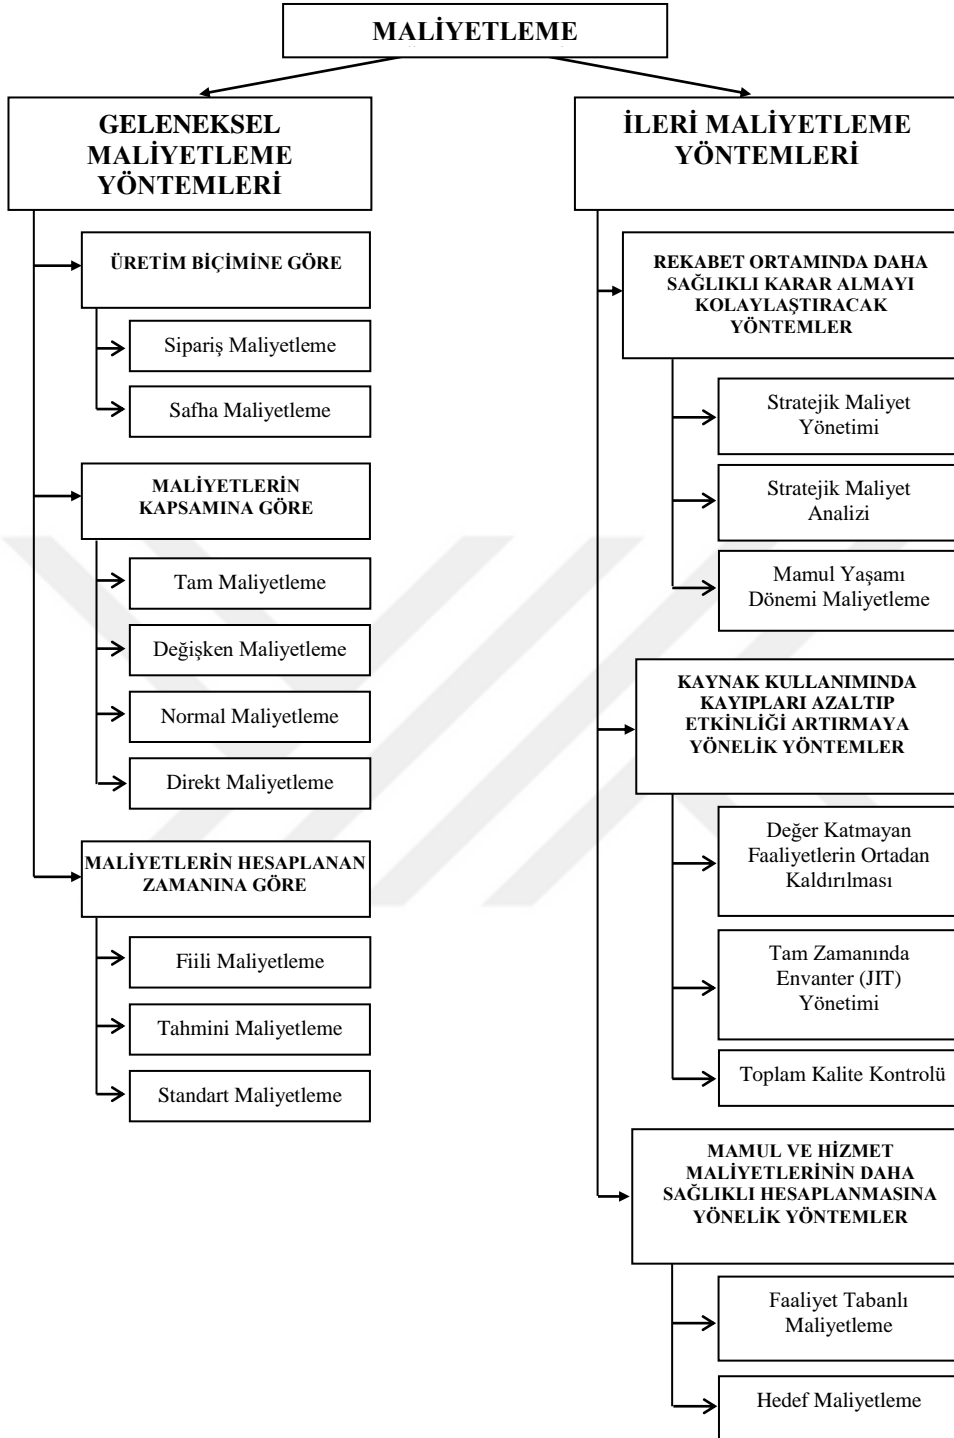 MALİYETLEME
GELENEKSEL
MALİYETLEME
YÖNTEMLERİ
ÜRETİM BİÇİMİNE GÖRE
Sipariş Maliyetleme
Safha Maliyetleme
MALİYETLERİN
KAPSAMINA GÖRE
Tam Maliyetleme
Değişken Maliyetleme
Normal Maliyetleme
Direkt Maliyetleme
MALİYETLERİN HESAPLANAN
ZAMANINA GÖRE
Fiili Maliyetleme
Tahmini Maliyetleme
Standart Maliyetleme
İLERİ MALİYETLEME
YÖNTEMLERİ
REKABET ORTAMINDA DAHA
SAĞLIKLI KARAR ALMAYI
KOLAYLAŞTIRACAK
YÖNTEMLER
Stratejik Maliyet
Yönetimi
Stratejik Maliyet
Analizi
Mamul Yaşamı
Dönemi Maliyetleme
KAYNAK KULLANIMINDA
KAYIPLARI AZALTIP
ETKİNLİĞİ ARTIRMAYA
YÖNELİK YÖNTEMLER
Değer Katmayan
Faaliyetlerin Ortadan
Kaldırılması
Tam Zamanında
Envanter (JIT)
Yönetimi
Toplam Kalite Kontrolü
MAMUL VE HİZMET
MALİYETLERİNİN DAHA
SAĞLIKLI HESAPLANMASINA
YÖNELİK YÖNTEMLER
Faaliyet Tabanlı
Maliyetleme
Hedef Maliyetleme